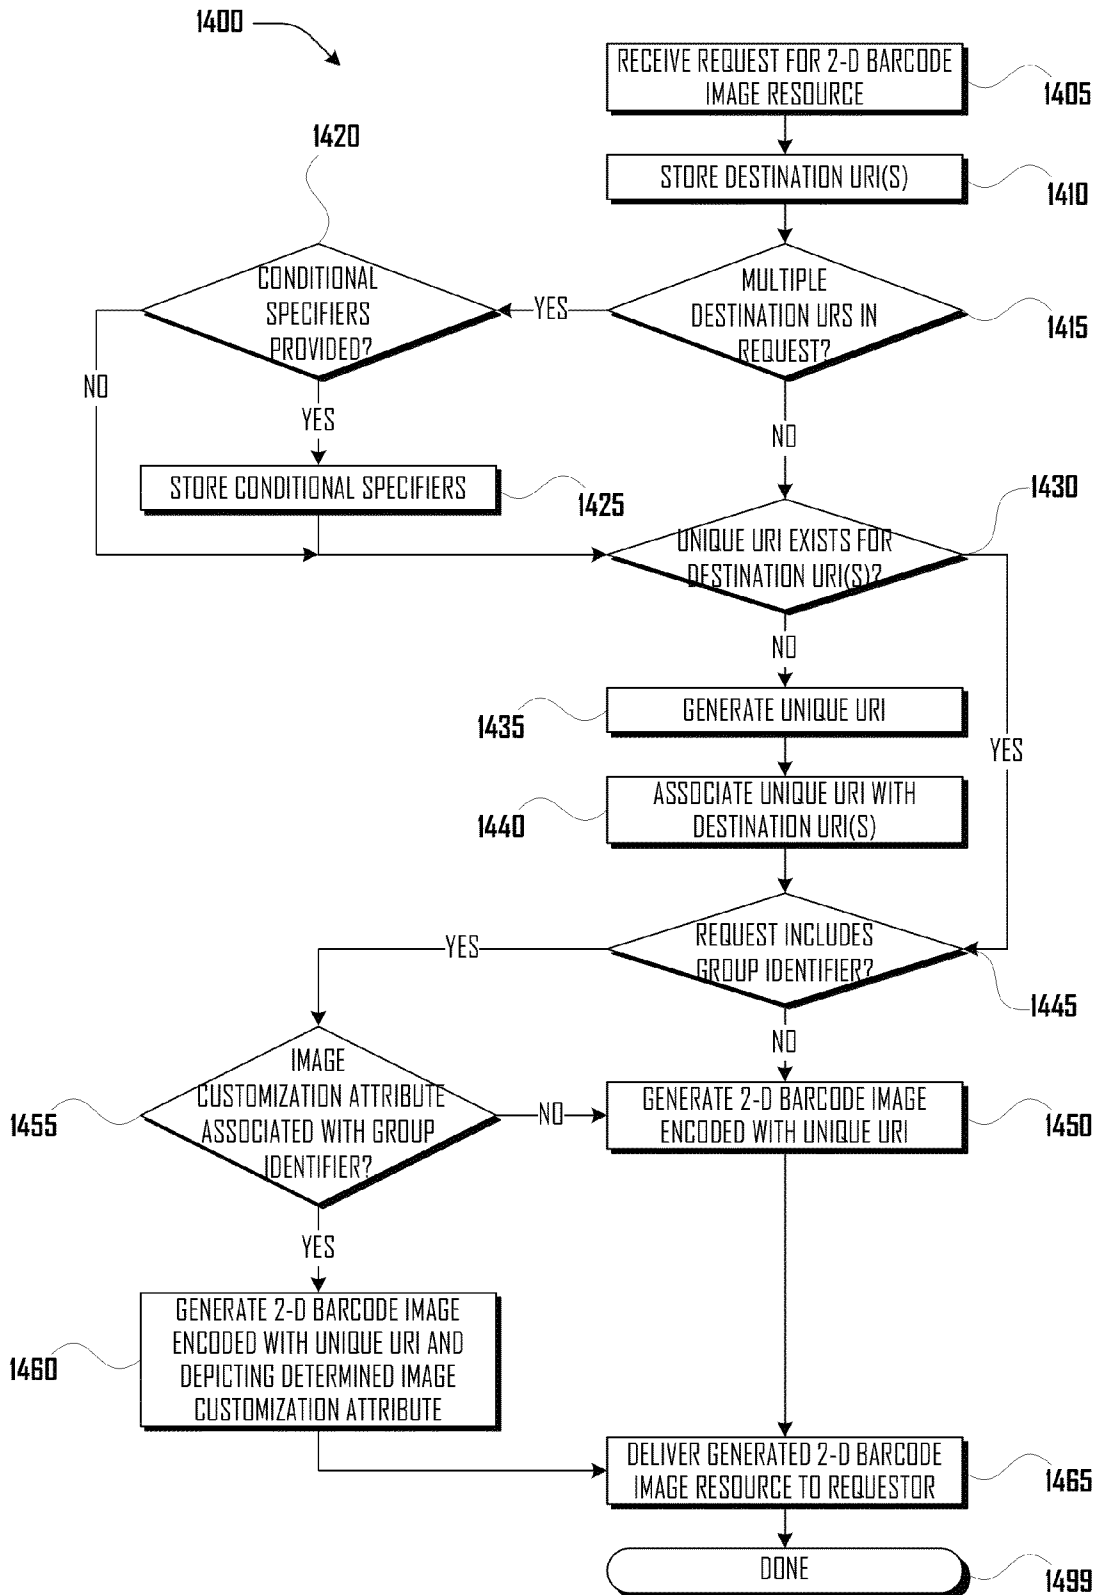 1400
RECEIVE REQUEST FOR 2-D BARCODE
IMAGE RESOURCE
1405
1420
STORE DESTINATION URI(S)
1410
CONDITIONAL
SPECIFIERS
PROVIDED?
YES
MULTIPLE
DESTINATION URS IN
REQUEST?
1415
NO
YES
NO
STORE CONDITIONAL SPECIFIERS
1425
1430
UNIQUE URI EXISTS FOR
DESTINATION URI(S)?
NO
1435
GENERATE UNIQUE URI
YES
1440
ASSOCIATE UNIQUE URI WITH
DESTINATION URI(S)
YES
REQUEST INCLUDES
GROUP IDENTIFIER?
1445
NO
IMAGE
CUSTOMIZATION ATTRIBUTE
ASSOCIATED WITH GROUP
IDENTIFIER?
1455
NO
GENERATE 2-D BARCODE IMAGE
ENCODED WITH UNIQUE URI
1450
YES
GENERATE 2-D BARCODE IMAGE
ENCODED WITH UNIQUE URI AND
DEPICTING DETERMINED IMAGE
CUSTOMIZATION ATTRIBUTE
1460
DELIVER GENERATED 2-D BARCODE
IMAGE RESOURCE TO REQUESTOR
1465
DONE
1499